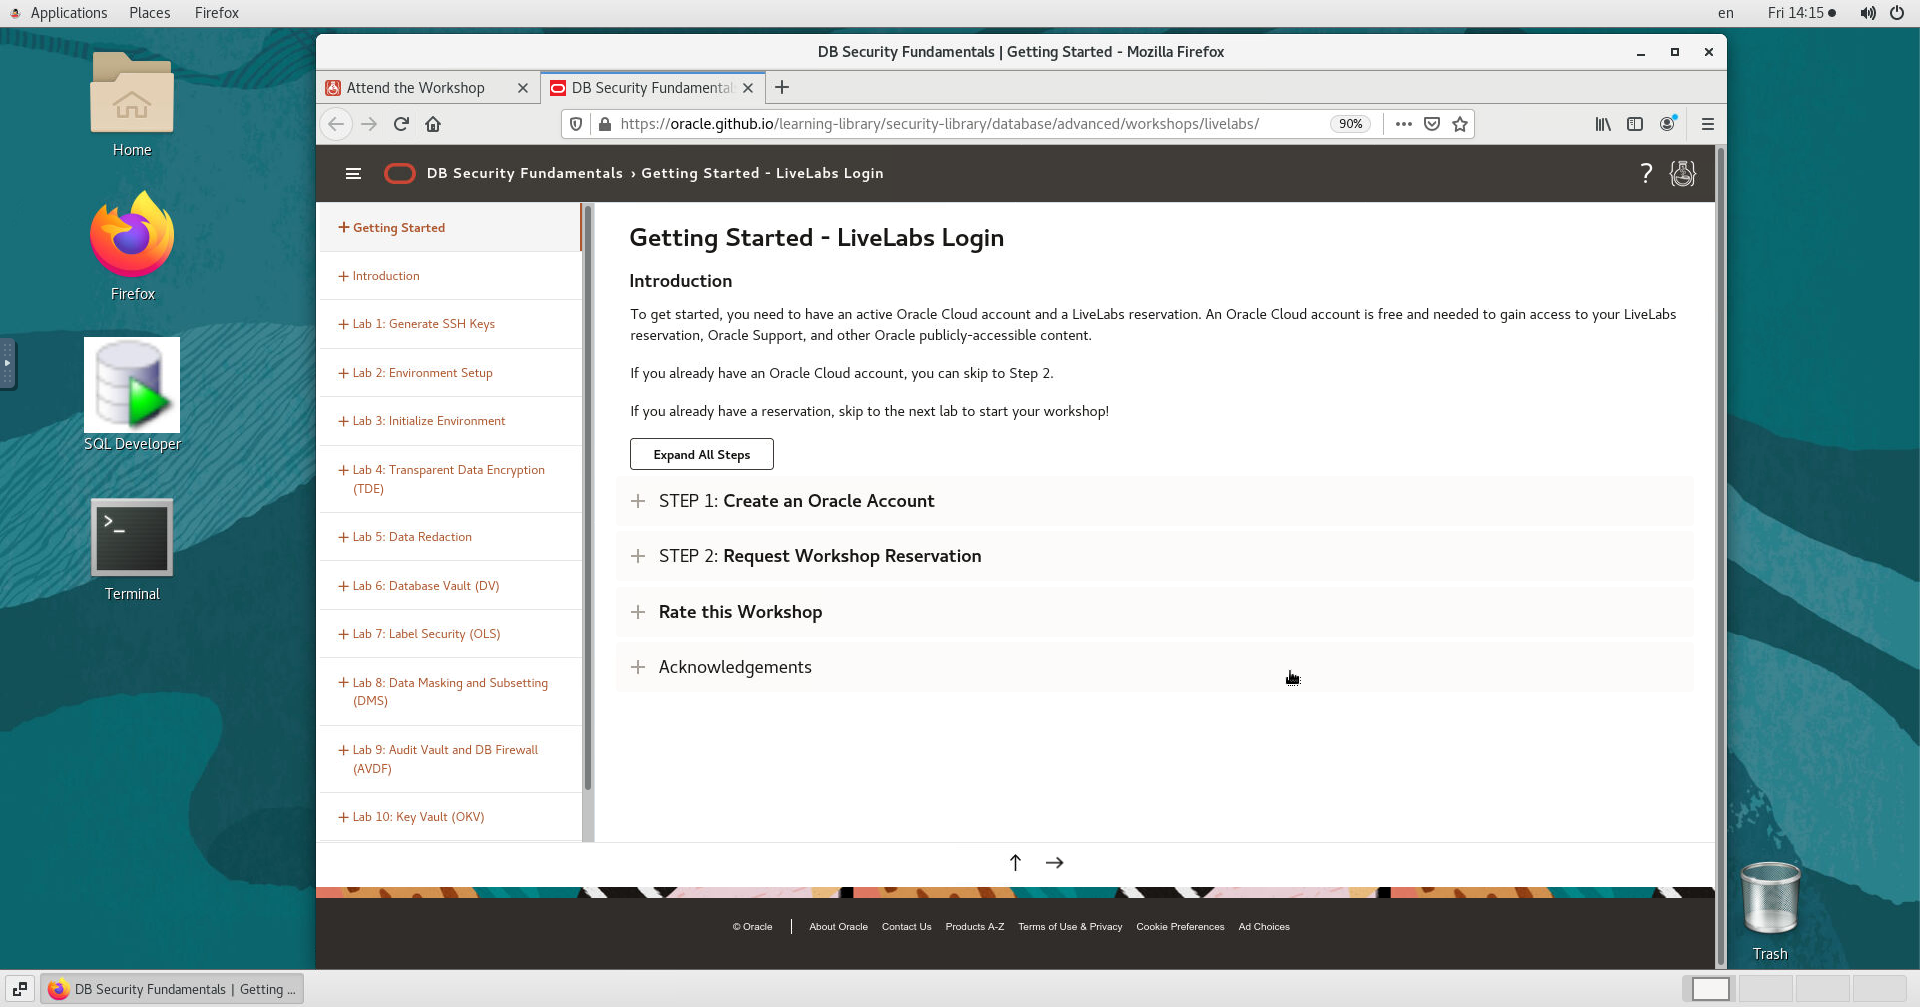 Applications Places Firefox en Fri 14:15
DB Security Fundamentals | Getting Started - Mozilla Firefox
Attend the Workshop DB Security Fundamental
https://oracle.github.io/learning-library/security-library/database/advanced/workshops/livelabs/ 90%
DB Security Fundamentals › Getting Started - LiveLabs Login ?
Home
Firefox
SQL Developer
>_
Terminal
Trash
Getting Started
Introduction
Lab 1: Generate SSH Keys
Lab 2: Environment Setup
Lab 3: Initialize Environment
Lab 4: Transparent Data Encryption
(TDE)
Lab 5: Data Redaction
Lab 6: Database Vault (DV)
Lab 7: Label Security (OLS)
Lab 8: Data Masking and Subsetting
(DMS)
Lab 9: Audit Vault and DB Firewall
(AVDF)
Lab 10: Key Vault (OKV)
Getting Started - LiveLabs Login
Introduction
To get started, you need to have an active Oracle Cloud account and a LiveLabs reservation. An Oracle Cloud account is free and needed to gain access to your LiveLabs
reservation, Oracle Support, and other Oracle publicly-accessible content.
If you already have an Oracle Cloud account, you can skip to Step 2.
If you already have a reservation, skip to the next lab to start your workshop!
Expand All Steps
STEP 1: Create an Oracle Account
STEP 2: Request Workshop Reservation
Rate this Workshop
Acknowledgements
© Oracle About Oracle Contact Us Products A-Z Terms of Use & Privacy Cookie Preferences Ad Choices
DB Security Fundamentals | Getting ...